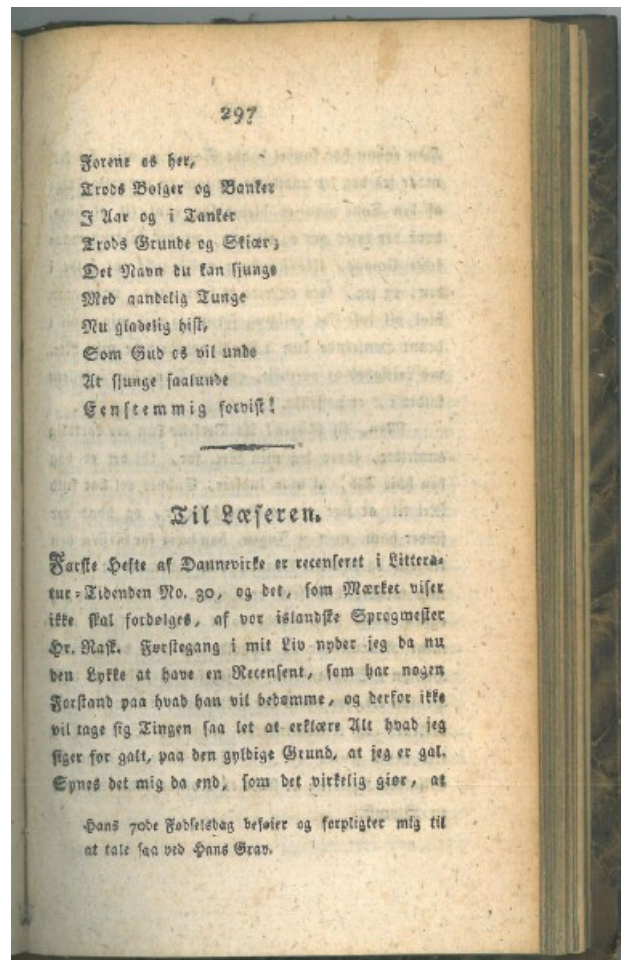 297
Forene os her,
Trods Bølger og Banker
I Aar og i Tanker
Trods Grunde og Skiær;
Det Navn du kan sjunge
Med aandelig Tunge
Nu gladelig hist,
Som Gud os vil unde
At sjunge saalunde
Eenstemmig forvist!
Til Læseren.
Første Hefte af Dannevirke er recenseret i Littera-
tur-Tidenden No. 30, og det, som Mærket viser
ikke skal fordølges, af vor islandske Sprogmester
Hr. Rask. Førstegang i mit Liv nyder jeg da nu
den Lykke at have en Recensent, som har nogen
Forstand paa hvad han vil bedømme, og derfor ikke
vil tage sig Tingen saa let at erklære Alt hvad jeg
siger for galt, paa den gyldige Grund, at jeg er gal.
Synes det mig da end, som det virkelig giør, at
Hans 70de Fødselsdag beføier og forpligter mig til
at tale saa ved Hans Grav.